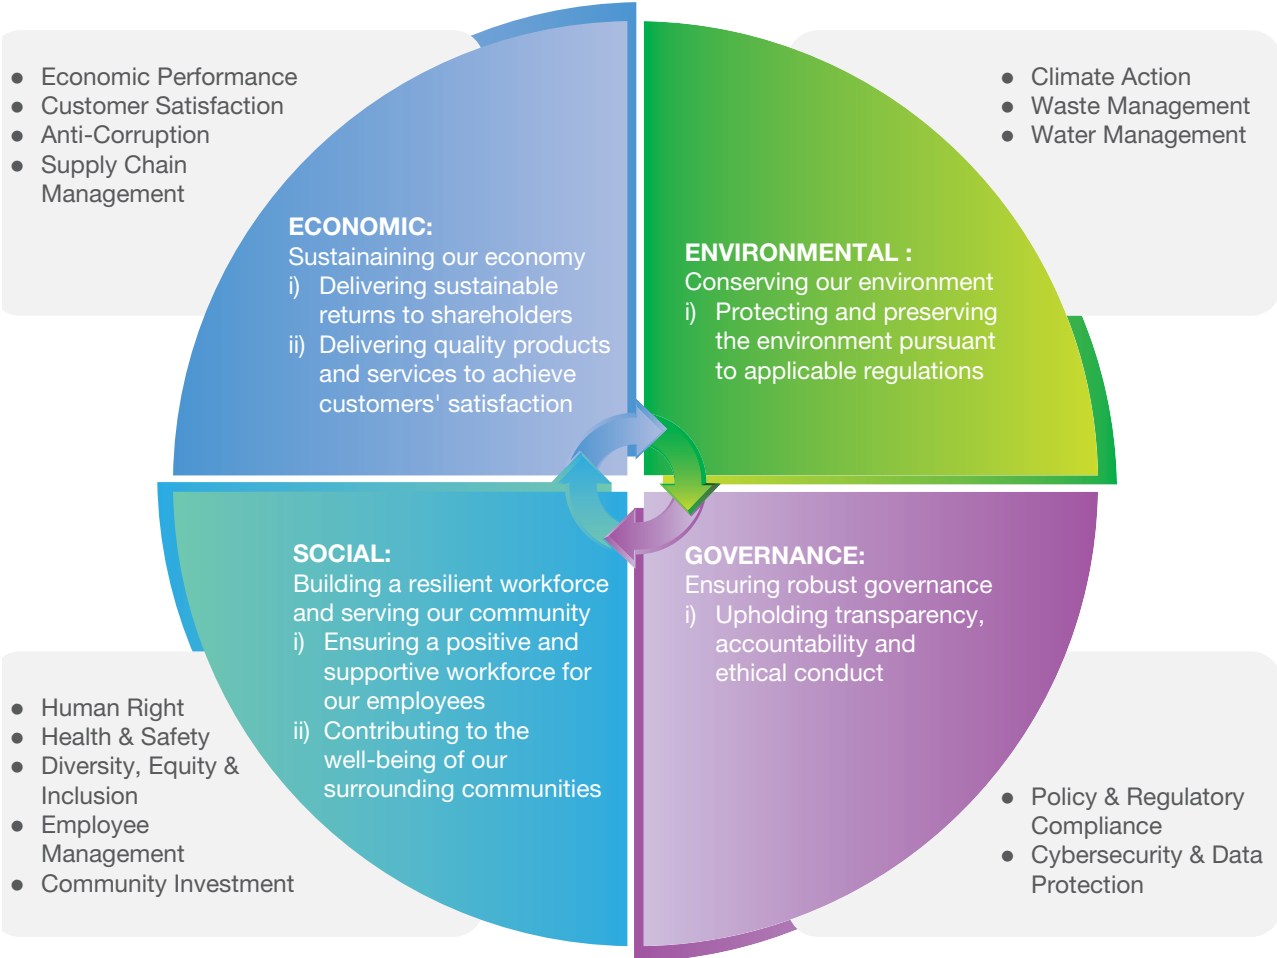 ● Economic Performance
● Customer Satisfaction
● Anti-Corruption
● Supply Chain
Management
ECONOMIC:
Sustainaining our economy
i) Delivering sustainable
returns to shareholders
ii) Delivering quality products
and services to achieve
customers' satisfaction
● Climate Action
● Waste Management
● Water Management
ENVIRONMENTAL :
Conserving our environment
i) Protecting and preserving
the environment pursuant
to applicable regulations
SOCIAL:
Building a resilient workforce
and serving our community
i) Ensuring a positive and
supportive workforce for
our employees
ii) Contributing to the
well-being of our
surrounding communities
● Human Right
● Health & Safety
● Diversity, Equity &
Inclusion
● Employee
Management
● Community Investment
GOVERNANCE:
Ensuring robust governance
i) Upholding transparency,
accountability and
ethical conduct
● Policy & Regulatory
Compliance
● Cybersecurity & Data
Protection